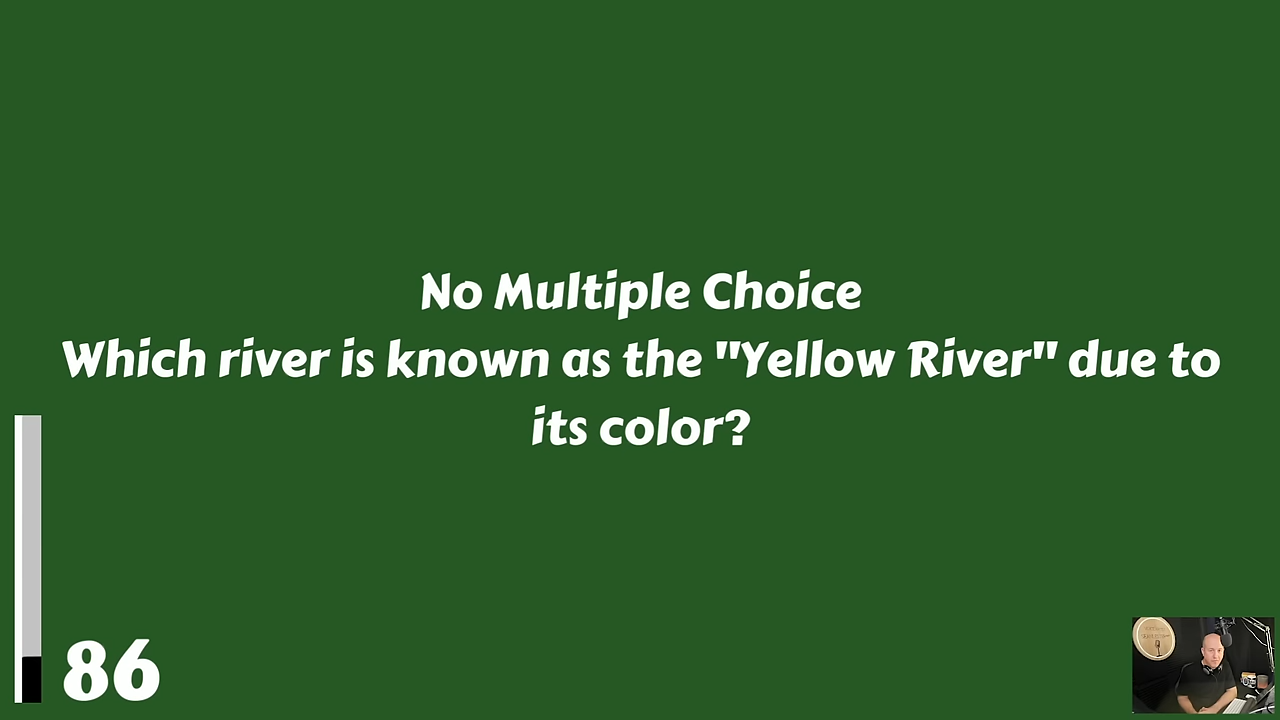 No Multiple Choice
Which river is known as the "Yellow River" due to
its color?
86